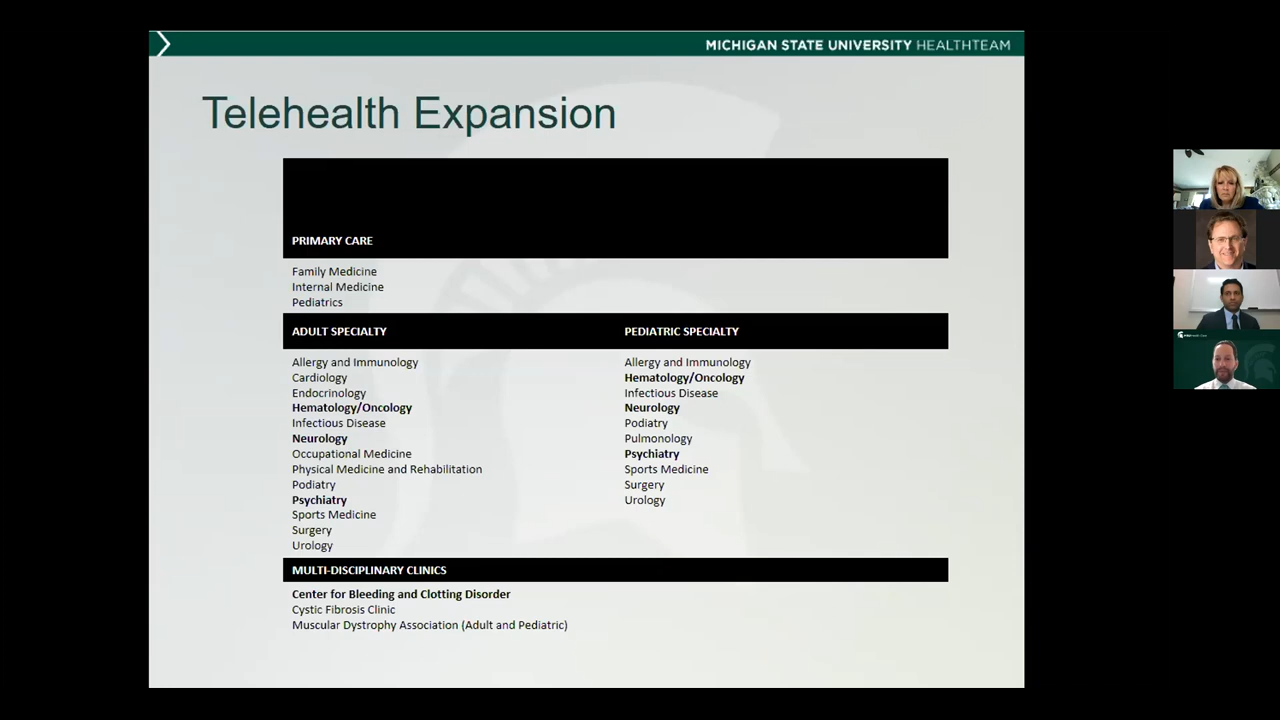 MICHIGAN STATE UNIVERSITY HEALTHTEAM
Telehealth Expansion
PRIMARY CARE
Family Medicine
Internal Medicine
Pediatrics
ADULT SPECIALTY
Allergy and Immunology
Cardiology
Endocrinology
Hematology/Oncology
Infectious Disease
Neurology
Occupational Medicine
Physical Medicine and Rehabilitation
Podiatry
Psychiatry
Sports Medicine
Surgery
Urology
PEDIATRIC SPECIALTY
Allergy and Immunology
Hematology/Oncology
Infectious Disease
Neurology
Podiatry
Pulmonology
Psychiatry
Sports Medicine
Surgery
Urology
MULTI-DISCIPLINARY CLINICS
Center for Bleeding and Clotting Disorder
Cystic Fibrosis Clinic
Muscular Dystrophy Association (Adult and Pediatric)